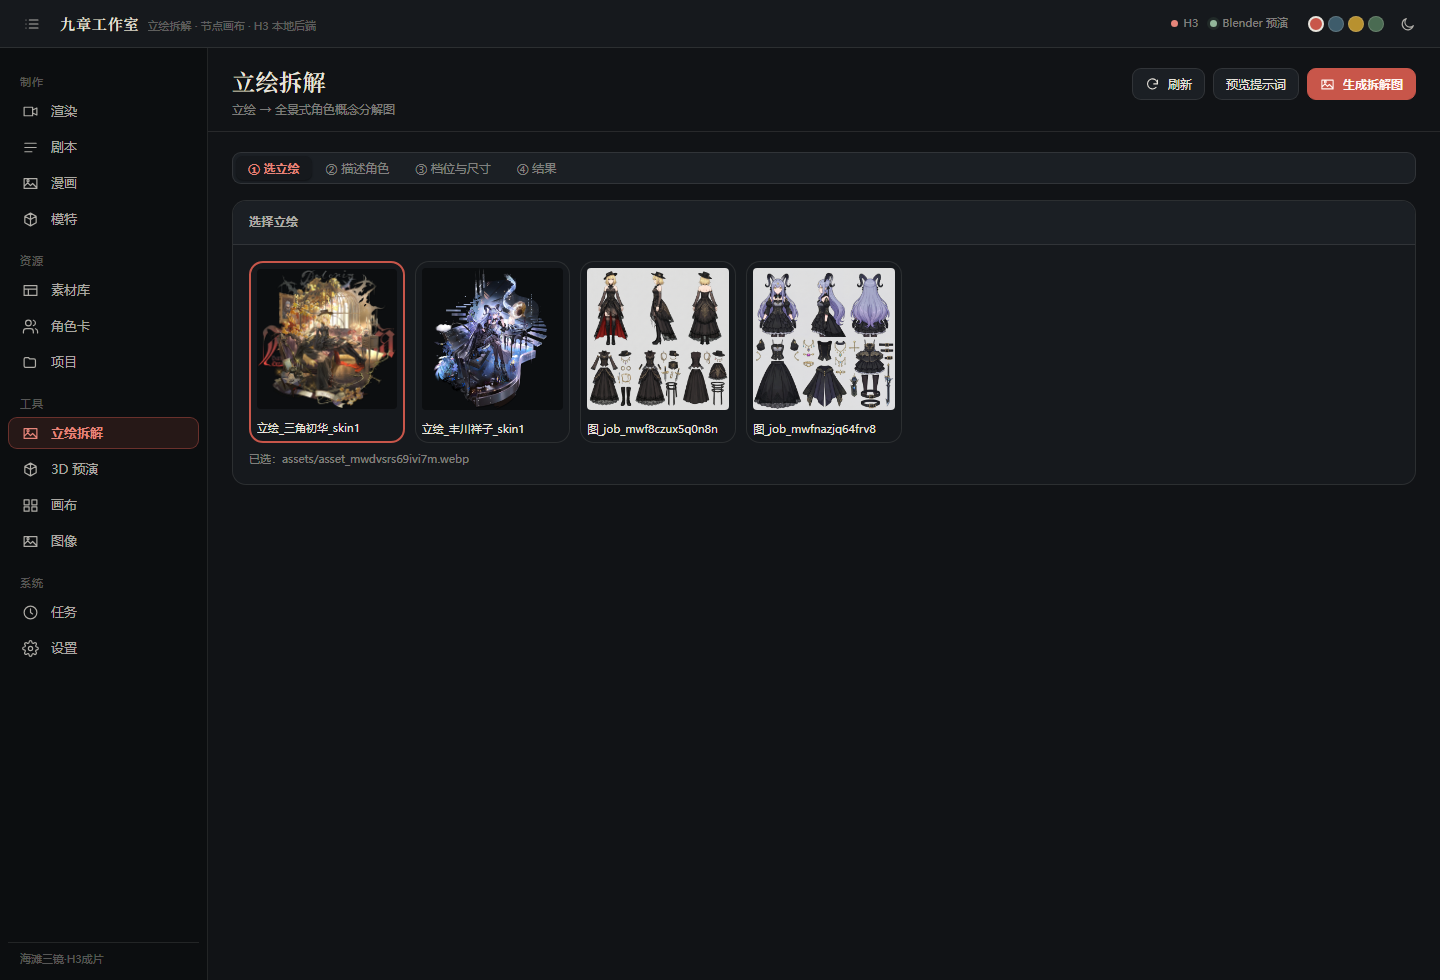 九章工作室 立绘拆解 · 节点画布 · H3 本地后端
H3 Blender 预演
制作
渲染
剧本
漫画
模特
资源
素材库
角色卡
项目
工具
立绘拆解
3D 预演
画布
图像
系统
任务
设置
海滩三镜·H3成片
立绘拆解
立绘 → 全景式角色概念分解图
刷新 预览提示词 生成拆解图
① 选立绘 ② 描述角色 ③ 档位与尺寸 ④ 结果
选择立绘
立绘_三角初华_skin1
立绘_丰川祥子_skin1
图_job_mwf8czux5q0n8n
图_job_mwfnazjq64frv8
已选：assets/asset_mwdvsrs69ivi7m.webp